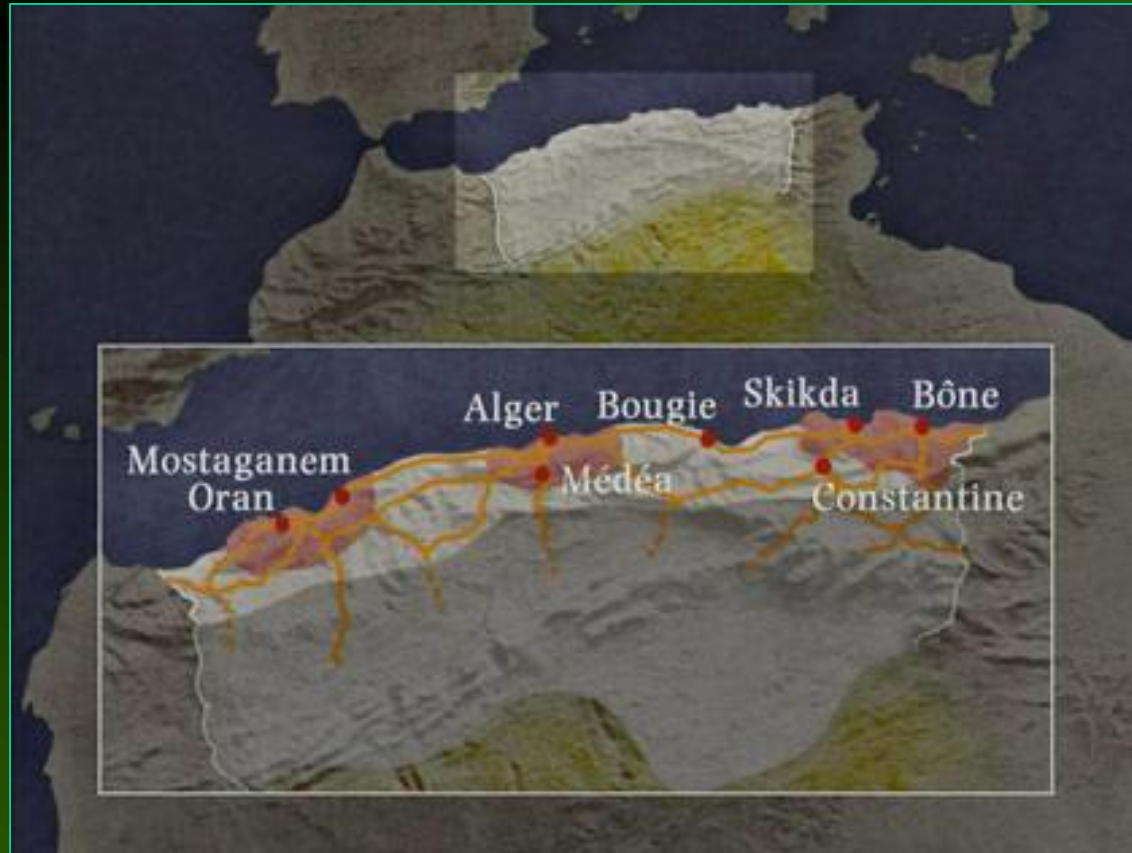 Alger
Bougie
Skikda
Bône
Mostaganem
Oran
Médéa
Constantine